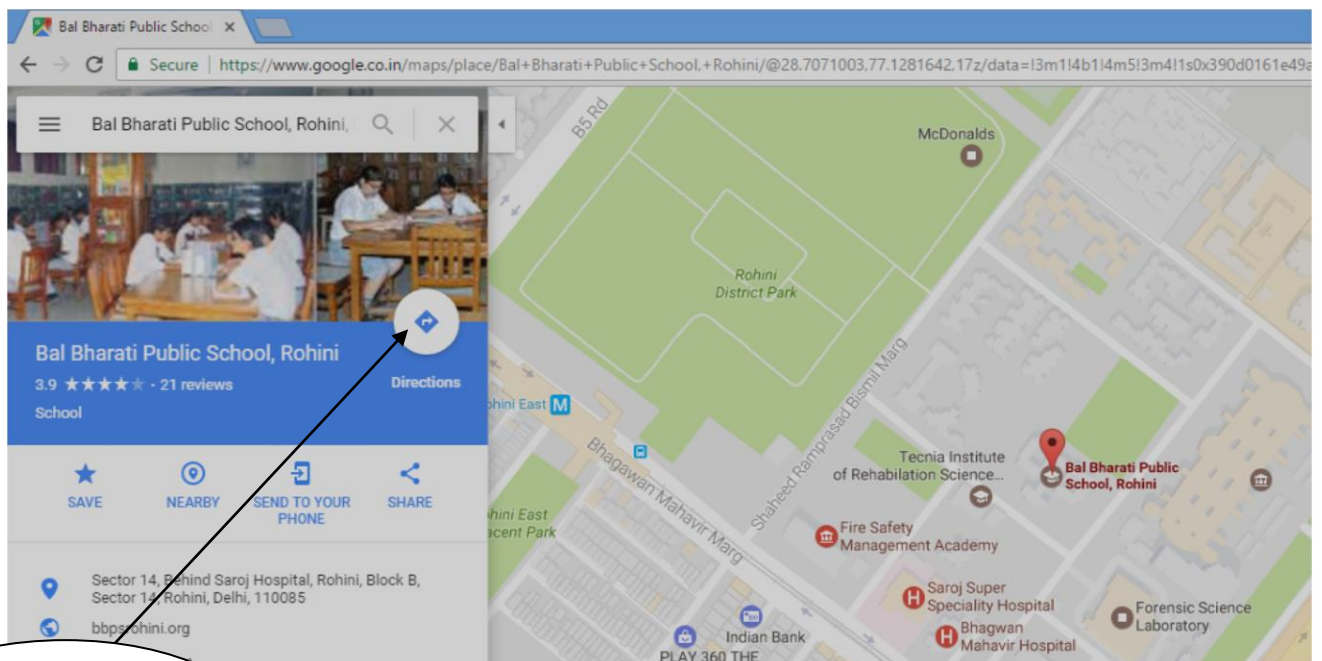 Bal Bharati Public School
Secure
https://www.google.co.in/maps/place/Bal+Bharati+Public+School,+Rohini/@28.7071003,77.1281642,17z/data=!3m1!4b1!4m5!3m4!1s0x390d0161e49a
Bal Bharati Public School, Rohini,
Bal Bharati Public School, Rohini
3.9
- 21 reviews
Directions
School
SAVE
NEARBY
SEND TO YOUR
PHONE
SHARE
Sector 14, Behind Saroj Hospital, Rohini, Block B,
Sector 14, Rohini, Delhi, 110085
bbpsrohini.org
B5 Rd
McDonalds
Rohini
District Park
Shaheed Ramprasad Bismil Marg
East
M
Bhagawan Mahavir Marg
Tecnia Institute
of Rehabilation Science...
Bal Bharati Public
School, Rohini
East
Park
Fire Safety
Management Academy
H
Saroj Super
Speciality Hospital
H
Bhagwan
Mahavir Hospital
Forensic Science
Laboratory
Indian Bank
PLAY 360 THE